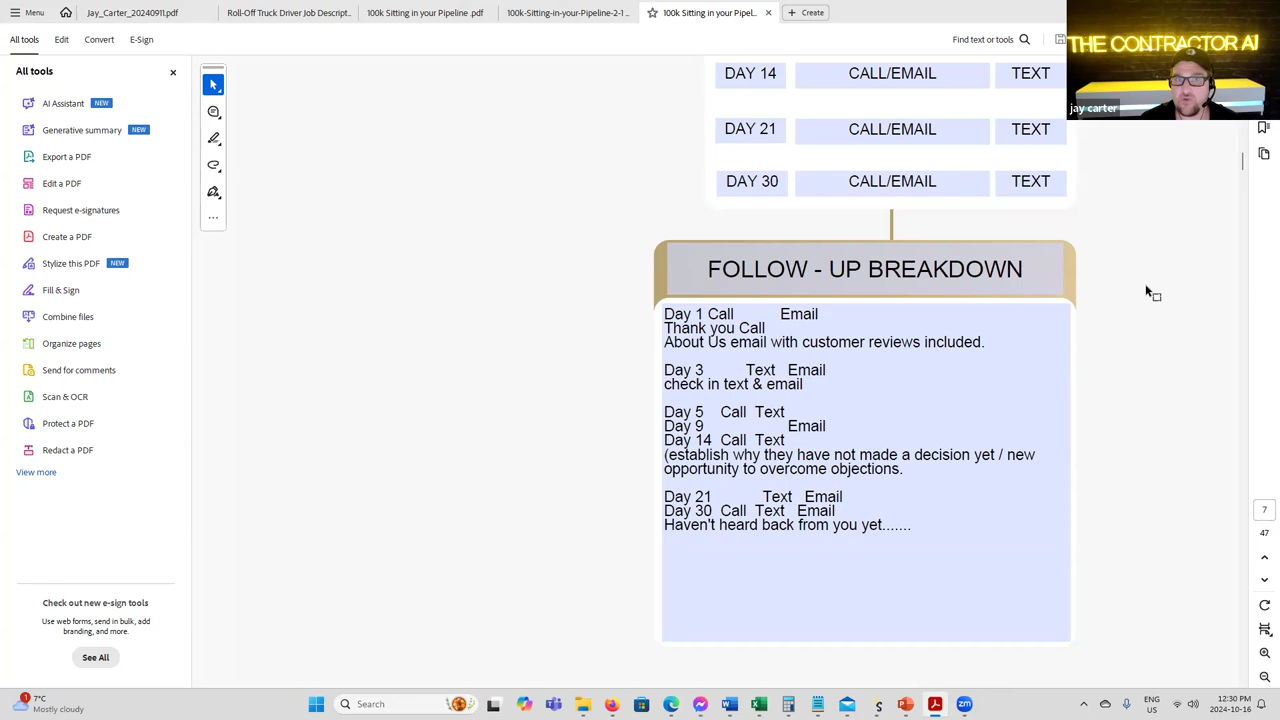 Menu
Jay_Carter_20240911.pdf
Roll-Off Truck Driver Job Descript...
100k Sitting in your Pipeline .pdf
100k-Sitting-in-your-Pipeline-2-1 ...
100k Sitting in your Pipel...
Create
All tools
Edit
Convert
E-Sign
Find text or tools
THE CONTRACTOR AI
jay carter
All tools
AI Assistant NEW
Generative summary NEW
Export a PDF
Edit a PDF
Request e-signatures
Create a PDF
Stylize this PDF NEW
Fill & Sign
Combine files
Organize pages
Send for comments
Scan & OCR
Protect a PDF
Redact a PDF
View more
Check out new e-sign tools
Use web forms, send in bulk, add
branding, and more.
See All
DAY 14 CALL/EMAIL TEXT
DAY 21 CALL/EMAIL TEXT
DAY 30 CALL/EMAIL TEXT
FOLLOW - UP BREAKDOWN
Day 1 Call Email
Thank you Call
About Us email with customer reviews included.
Day 3 Text Email
check in text & email
Day 5 Call Text
Day 9 Email
Day 14 Call Text
(establish why they have not made a decision yet / new
opportunity to overcome objections.
Day 21 Text Email
Day 30 Call Text Email
Haven't heard back from you yet.......
7
47
1
7°C
Mostly cloudy
Search
ENG
US
12:30 PM
2024-10-16